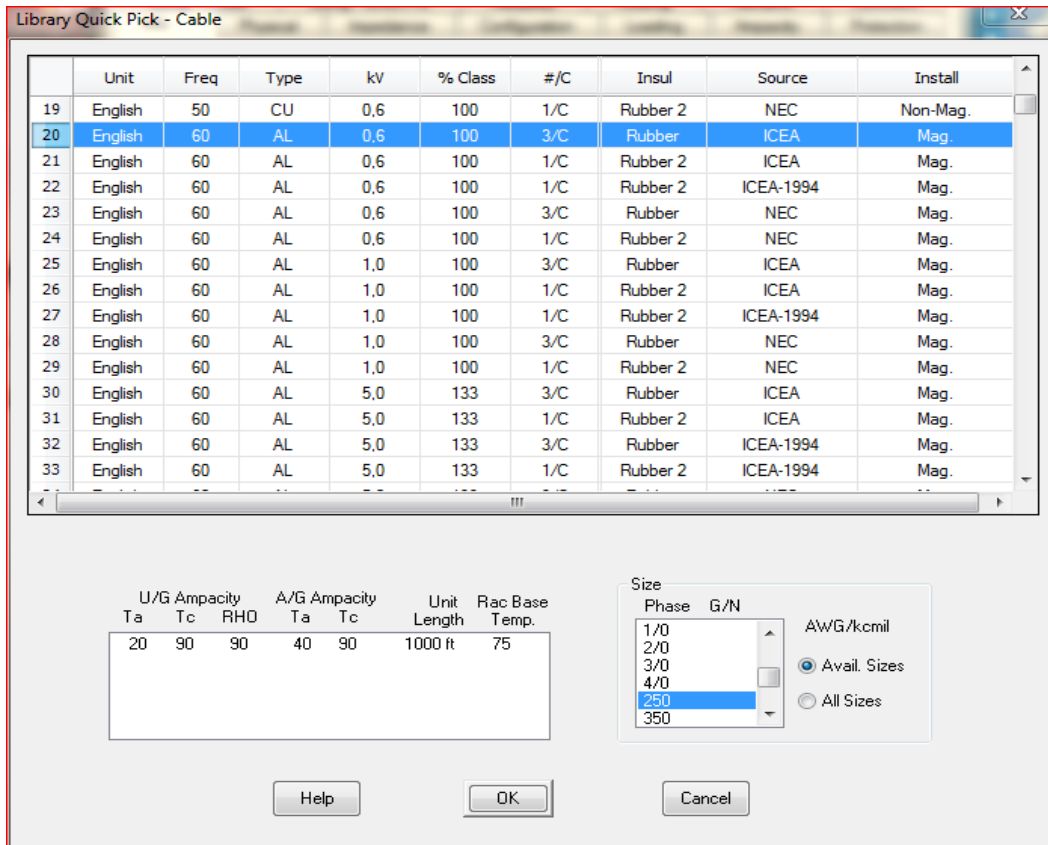 Library Quick Pick - Cable
Physical Impedance Configuration Loading Ampacity Protection
Unit Freq Type kV % Class #/C Insul Source Install
19 English 50 CU 0,6 100 1/C Rubber 2 NEC Non-Mag.
20 English 60 AL 0,6 100 3/C Rubber ICEA Mag.
21 English 60 AL 0,6 100 1/C Rubber 2 ICEA Mag.
22 English 60 AL 0,6 100 1/C Rubber 2 ICEA-1994 Mag.
23 English 60 AL 0,6 100 3/C Rubber NEC Mag.
24 English 60 AL 0,6 100 1/C Rubber 2 NEC Mag.
25 English 60 AL 1,0 100 3/C Rubber ICEA Mag.
26 English 60 AL 1,0 100 1/C Rubber 2 ICEA Mag.
27 English 60 AL 1,0 100 1/C Rubber 2 ICEA-1994 Mag.
28 English 60 AL 1,0 100 3/C Rubber NEC Mag.
29 English 60 AL 1,0 100 1/C Rubber 2 NEC Mag.
30 English 60 AL 5,0 133 3/C Rubber ICEA Mag.
31 English 60 AL 5,0 133 1/C Rubber 2 ICEA Mag.
32 English 60 AL 5,0 133 3/C Rubber ICEA-1994 Mag.
33 English 60 AL 5,0 133 1/C Rubber 2 ICEA-1994 Mag.
U/G Ampacity A/G Ampacity Unit Rac Base
Ta Tc RHO Ta Tc Length Temp.
20 90 90 40 90 1000 ft 75
Size
Phase G/N
AWG/kcmil
1/0
2/0
3/0
4/0
250
350
Avail. Sizes
All Sizes
Help OK Cancel